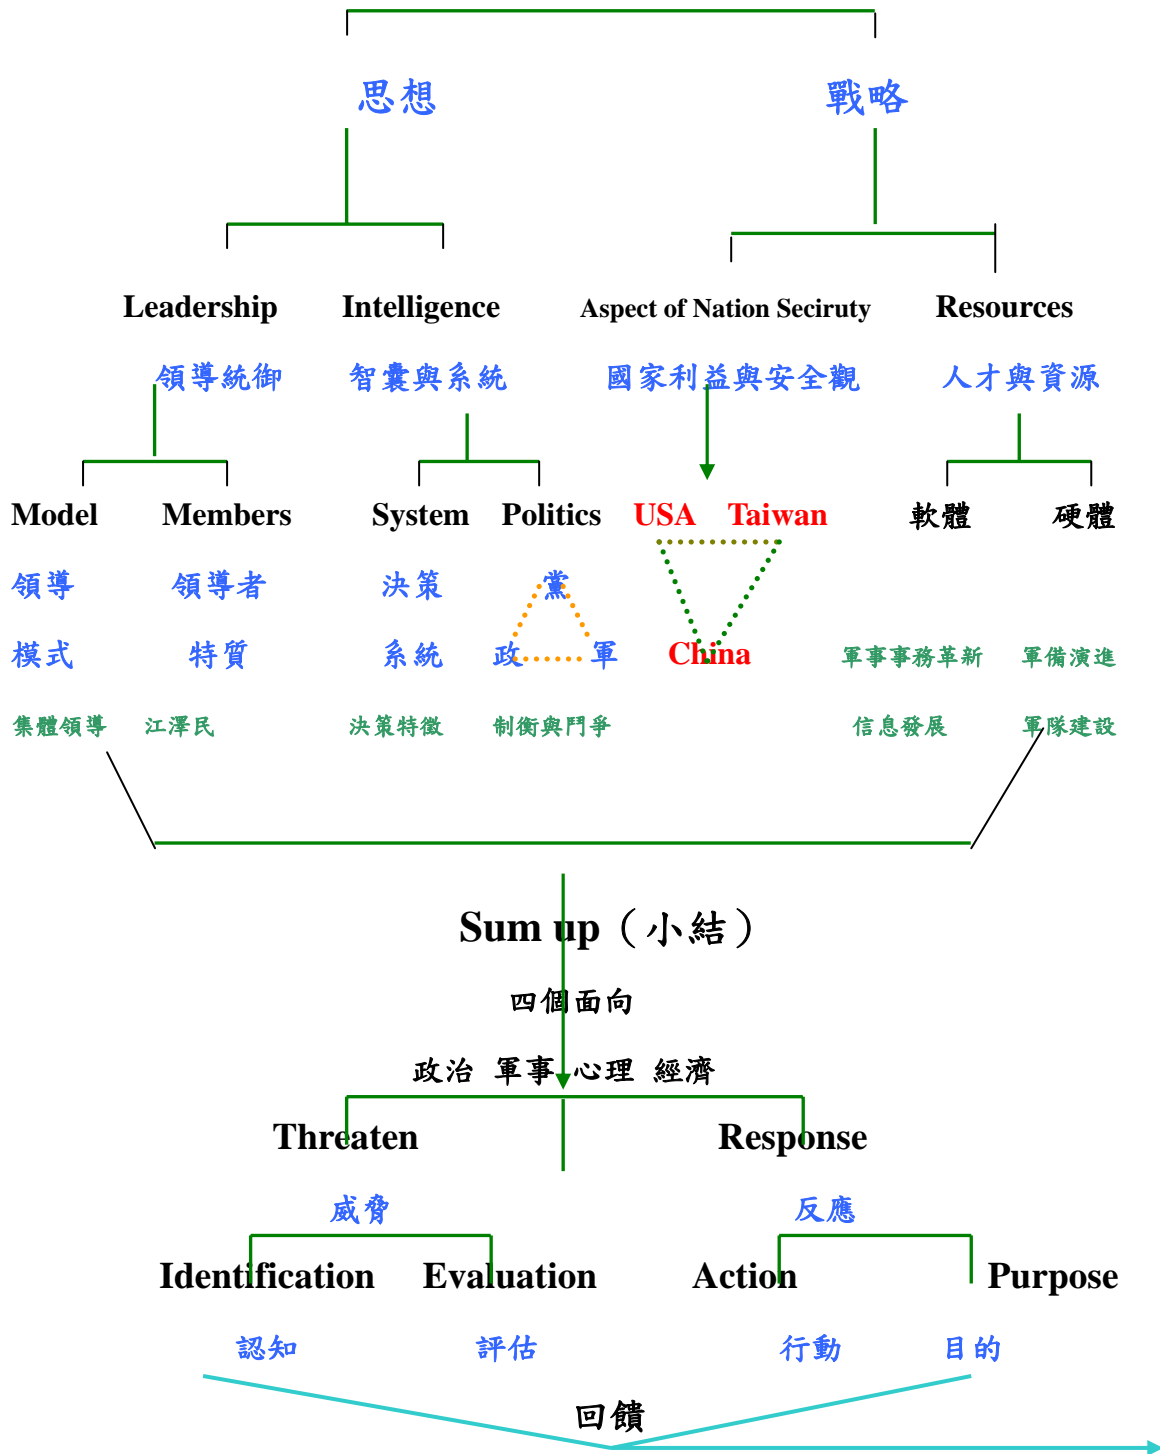 思想 戰略
Leadership Intelligence Aspect of Nation Seciruty Resources
領導統御 智囊與系統 國家利益與安全觀 人才與資源
Model Members System Politics USA Taiwan 軟體 硬體
領導 領導者 決策 黨
模式 特質 系統 政 軍 China 軍事事務革新 軍備演進
集體領導 江澤民 決策特徵 制衡與鬥爭 信息發展 軍隊建設
Sum up（小結）
四個面向
政治 軍事 心理 經濟
Threaten Response
威脅 反應
Identification Evaluation Action Purpose
認知 評估 行動 目的
回饋